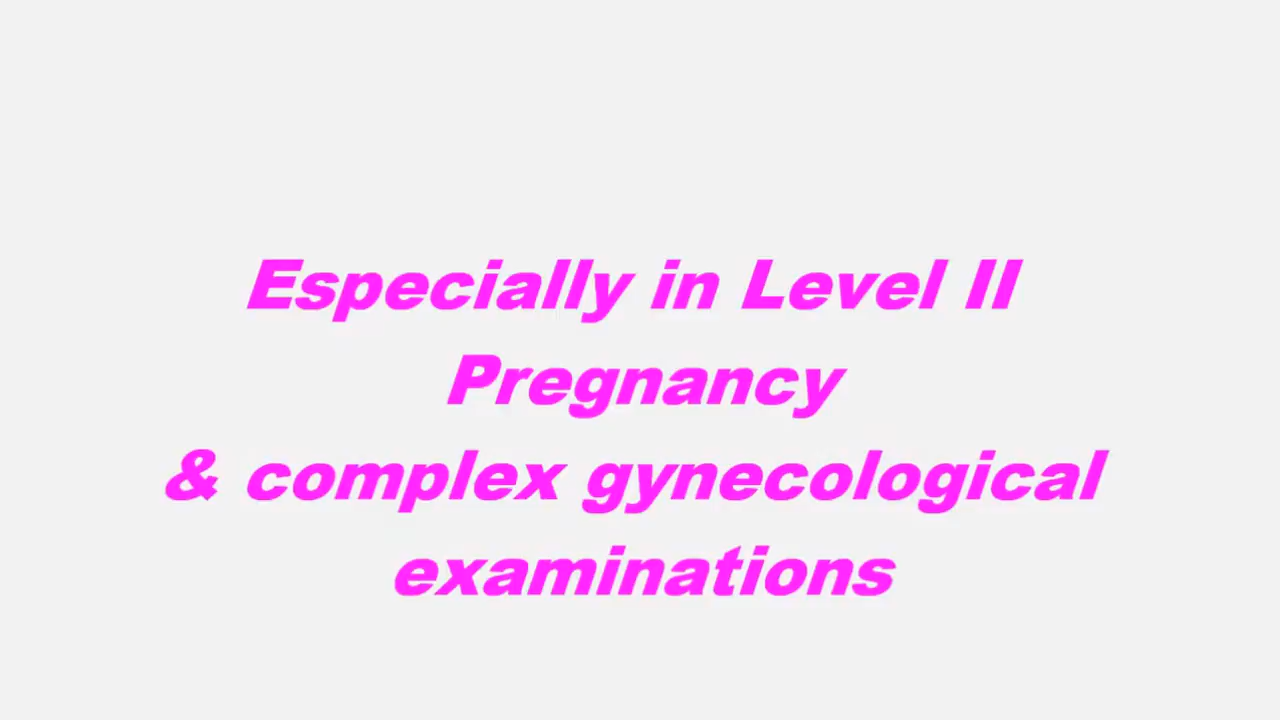 Especially in Level II
Pregnancy
& complex gynecological
examinations